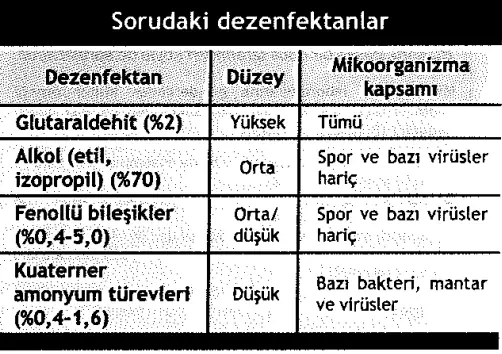 Sorudaki dezenfektanlar
Dezenfektan Düzey Mikoorganizma kapsamı
Glutaraldehit (%2) Yüksek Tümü
Alkol (etil, izopropil) (%70) Orta Spor ve bazı virüsler hariç
Fenollü bileşikler (%0,4-5,0) Orta/ düşük Spor ve bazı virüsler hariç
Kuaterner amonyum türevleri (%0,4-1,6) Düşük Bazı bakteri, mantar ve virüsler